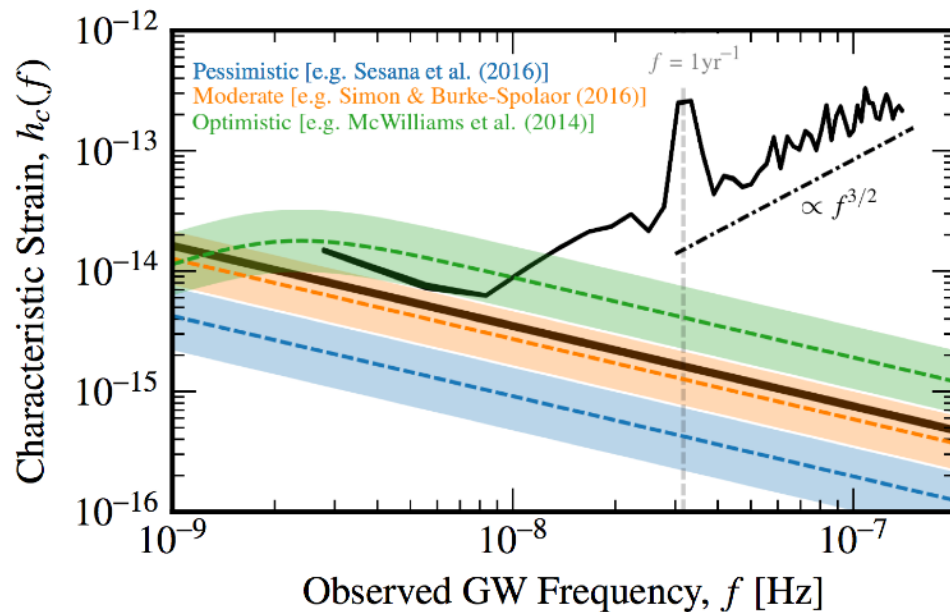 10⁻¹²
10⁻¹³
10⁻¹⁴
10⁻¹⁵
10⁻¹⁶
Characteristic Strain, h_c(f)
Pessimistic [e.g. Sesana et al. (2016)]
Moderate [e.g. Simon & Burke-Spolaor (2016)]
Optimistic [e.g. McWilliams et al. (2014)]
f = 1yr⁻¹
∝ f^{3/2}
10⁻⁹
10⁻⁸
10⁻⁷
Observed GW Frequency, f [Hz]